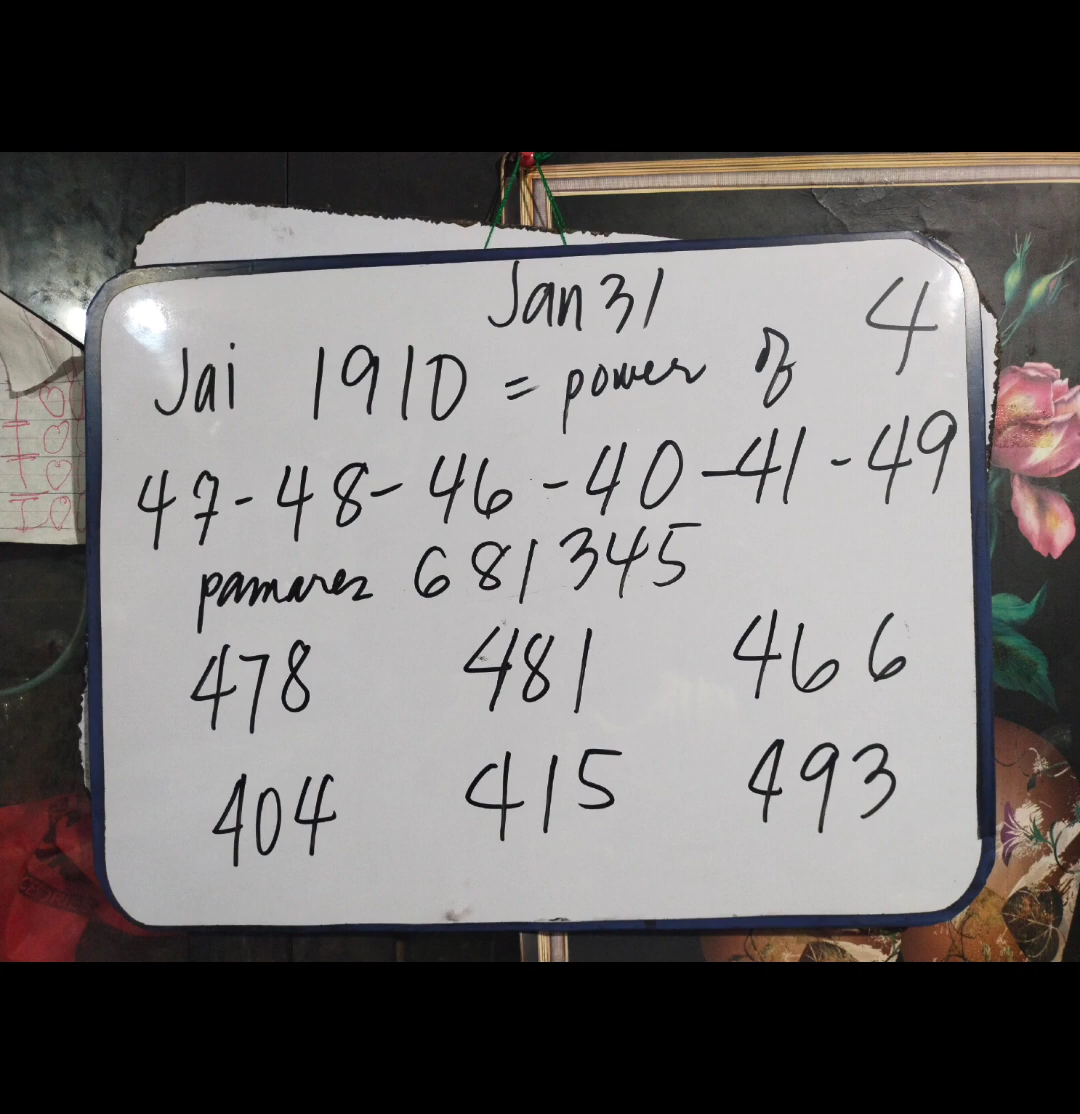 Jan 31
Jai 1910 = power of 4
47-48-46-40-41-49
pamares 681345
478 481 466
404 415 493